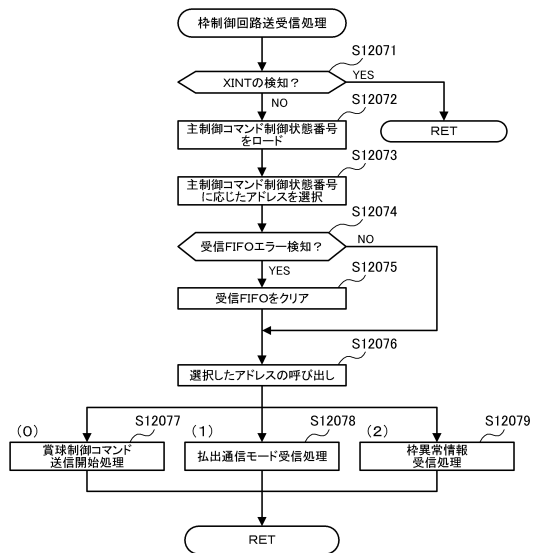 枠制御回路送受信処理
S12071
XINTの検知？
YES
NO
S12072
主制御コマンド制御状態番号
をロード
RET
S12073
主制御コマンド制御状態番号
に応じたアドレスを選択
S12074
受信FIFOエラー検知？
NO
YES
S12075
受信FIFOをクリア
S12076
選択したアドレスの呼び出し
(0)
S12077
賞球制御コマンド
送信開始処理
(1)
S12078
払出通信モード受信処理
(2)
S12079
枠異常情報
受信処理
RET